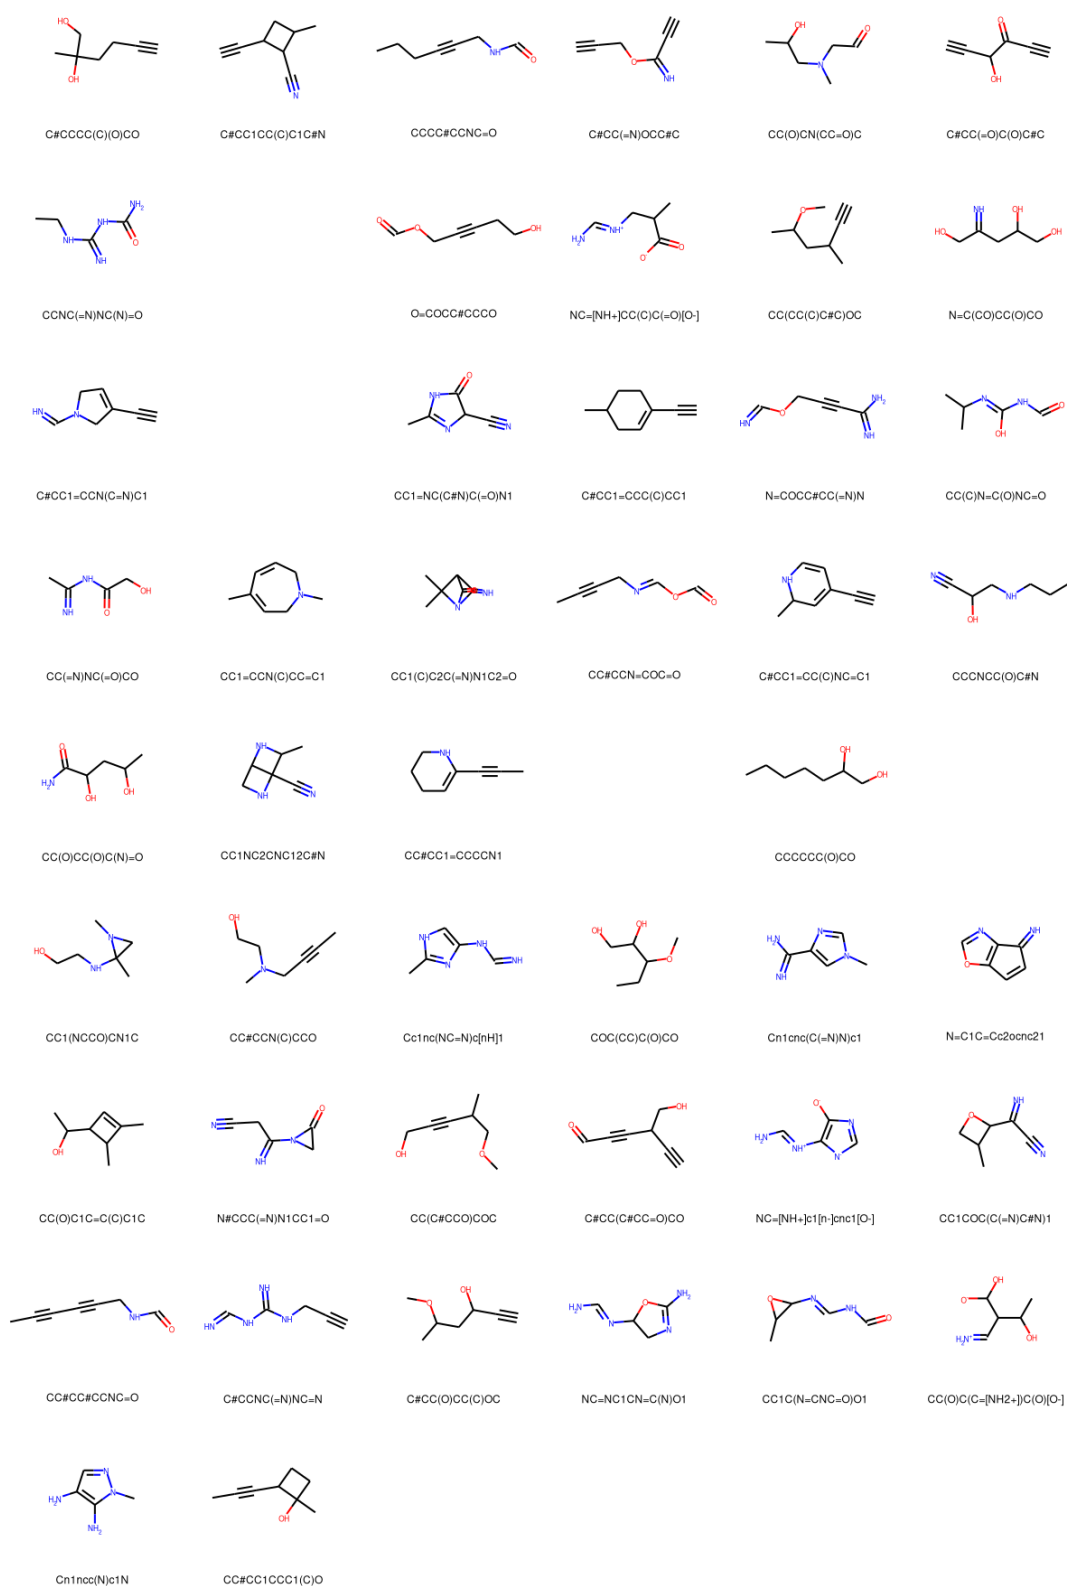 C#CCCC(C)(O)CO
C#CC1CC(C)C1C#N
CCCC#CCNC=O
C#CC(=N)OCC#C
CC(O)CN(CC=O)C
C#CC(=O)C(O)C#C
CCNC(=N)NC(N)=O
O=COCC#CCCO
NC=[NH+]CC(C)C(=O)[O-]
CC(CC(C)C#C)OC
N=C(CO)CC(O)CO
C#CC1=CCN(C=N)C1
CC1=NC(C#N)C(=O)N1
C#CC1=CCC(C)CC1
N=COCC#CC(=N)N
CC(C)N=C(O)NC=O
CC(=N)NC(=O)CO
CC1=CCN(C)CC=C1
CC1(C)C2C(=N)N1C2=O
CC#CCN=COC=O
C#CC1=CC(C)NC=C1
CCCNCC(O)C#N
CC(O)CC(O)C(N)=O
CC1NC2CNC12C#N
CC#CC1=CCCCN1
CCCCCC(O)CO
CC1(NCCO)CN1C
CC#CCN(C)CCO
Cc1nc(NC=N)c[nH]1
COC(CC)C(O)CO
Cn1cnc(C(=N)N)c1
N=C1C=Cc2ocnc21
CC(O)C1C=C(C)C1C
N#CCC(=N)N1CC1=O
CC(C#CCO)COC
C#CC(C#CC=O)CO
NC=[NH+]c1[n-]cnc1[O-]
CC1COC(C(=N)C#N)1
CC#CC#CCNC=O
C#CCNC(=N)NC=N
C#CC(O)CC(C)OC
NC=NC1CN=C(N)O1
CC1C(N=CNC=O)O1
CC(O)C(C=[NH2+])C(O)[O-]
Cn1ncc(N)c1N
CC#CC1CCC1(C)O